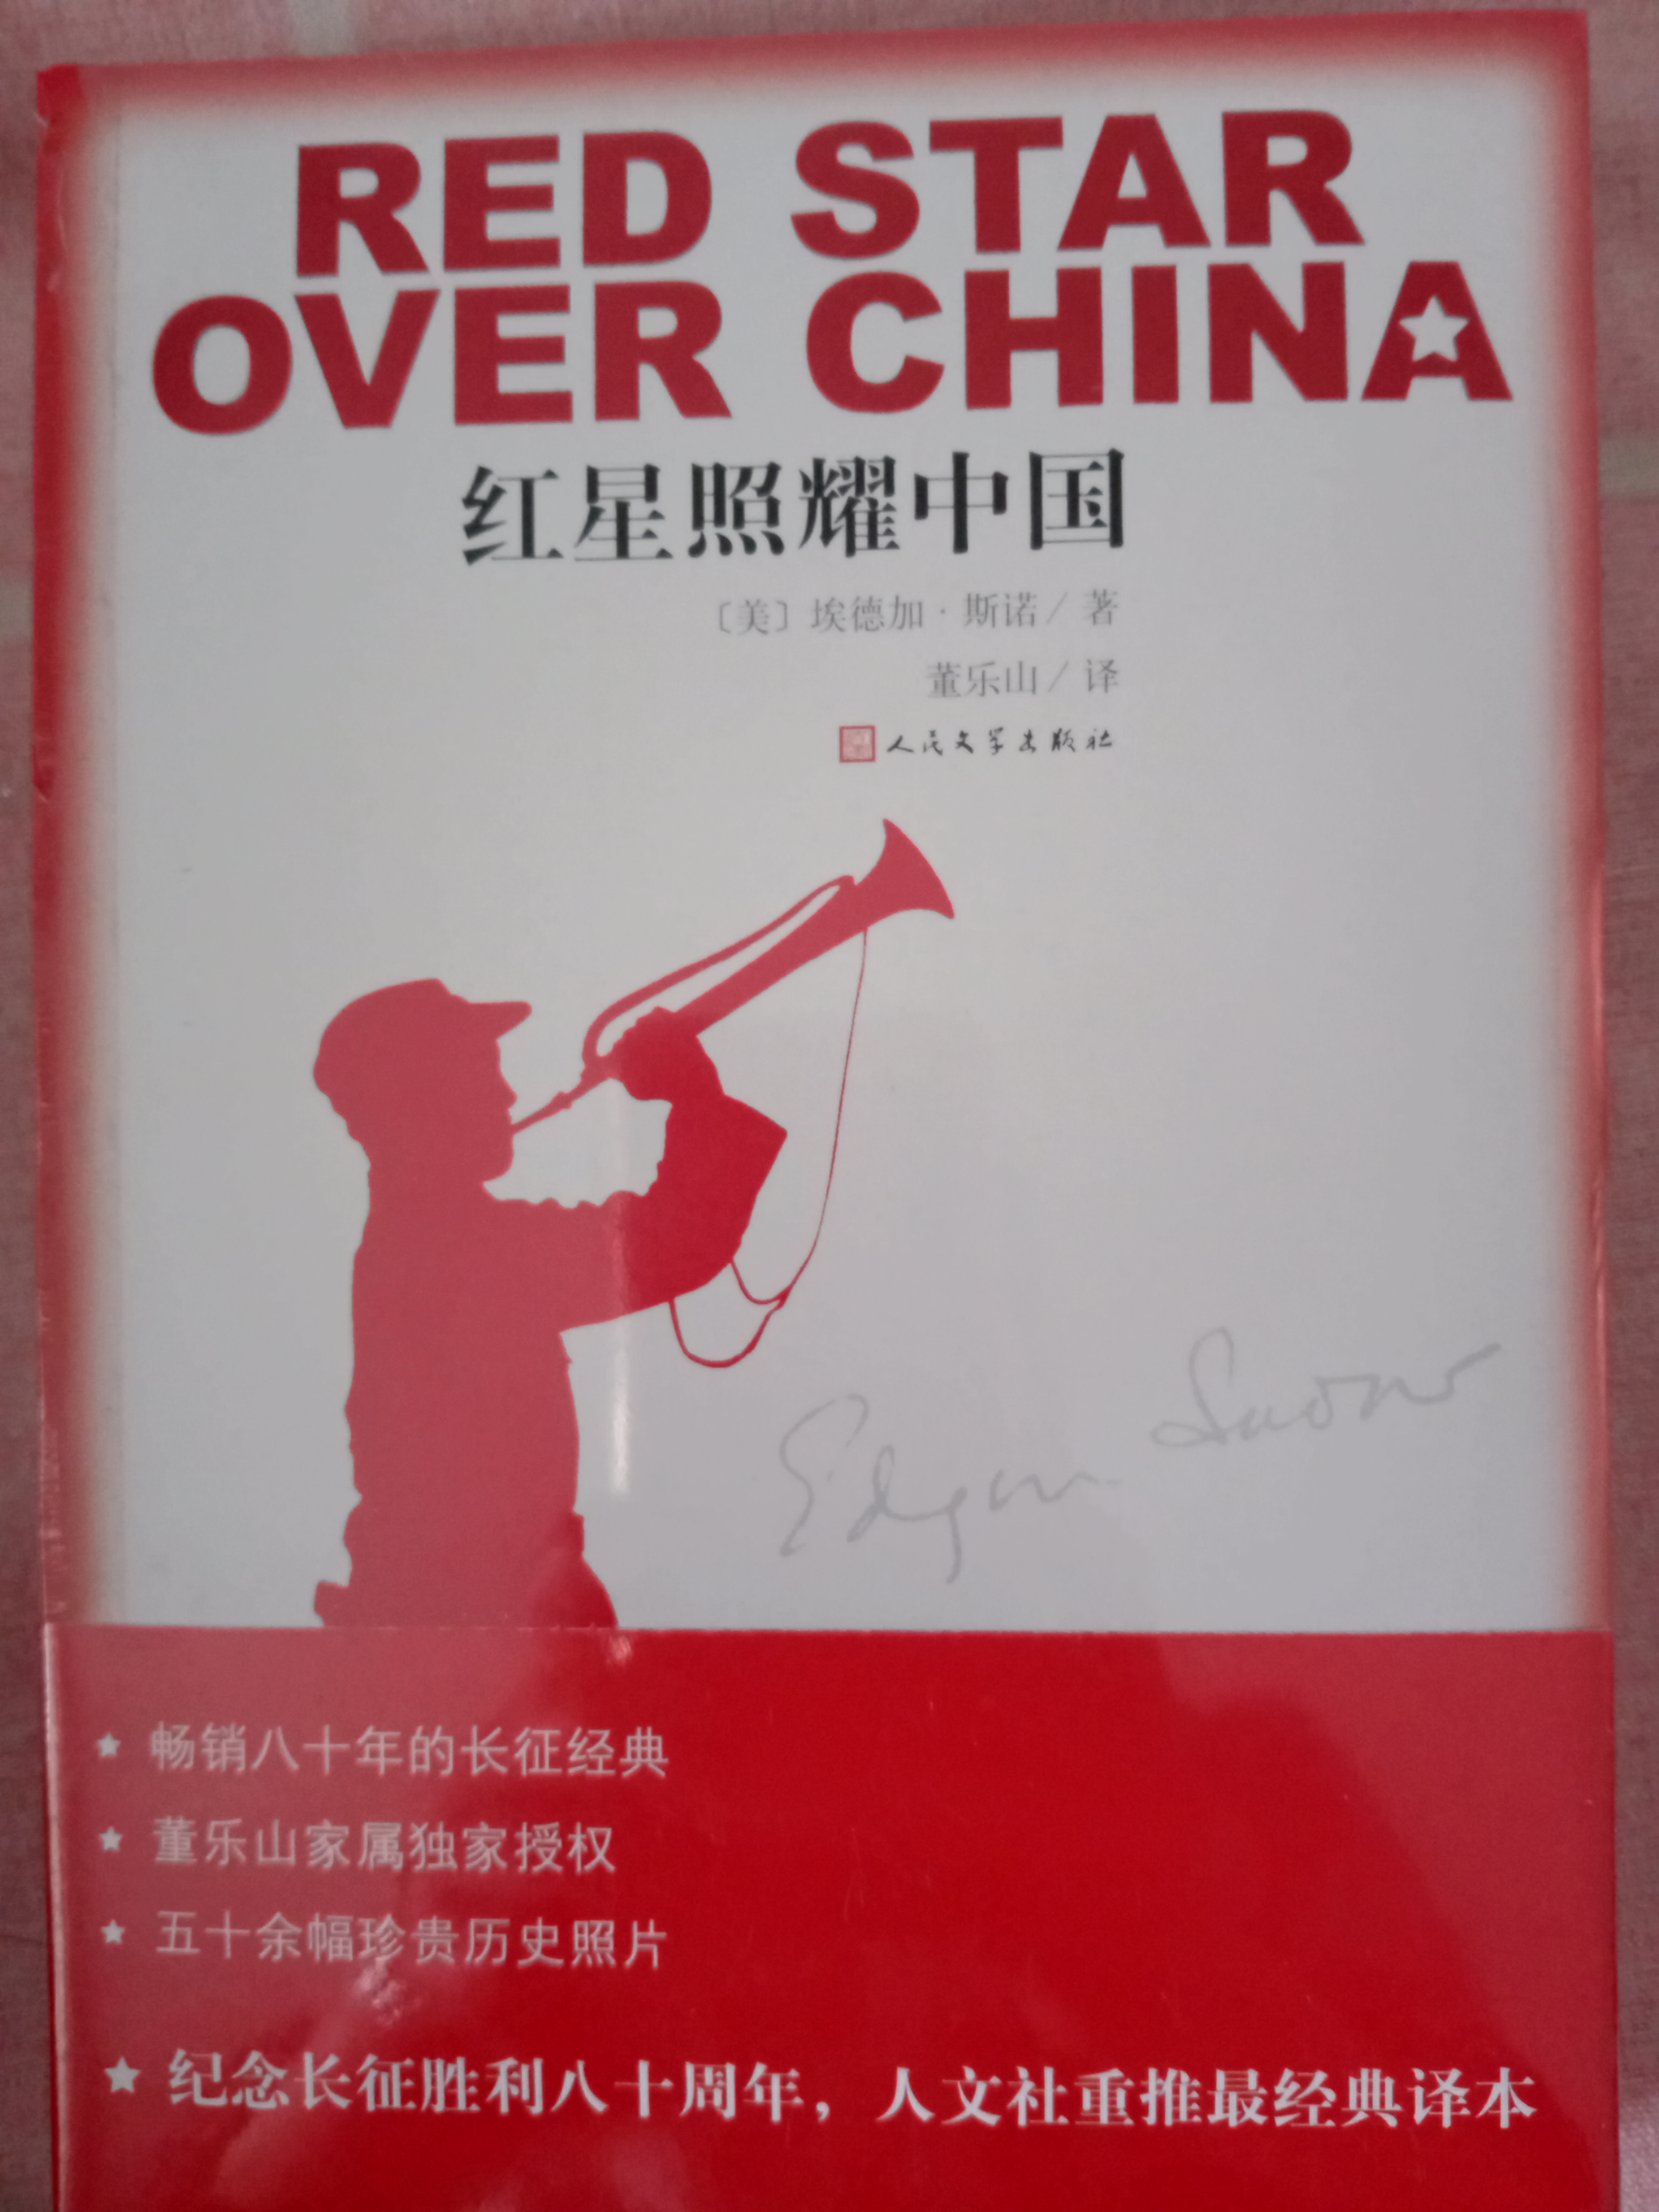 RED STAR
OVER CHINA
红星照耀中国
〔美〕埃德加·斯诺／著
董乐山／译
人民文学出版社
Edgar Snow
★ 畅销八十年的长征经典
★ 董乐山家属独家授权
★ 五十余幅珍贵历史照片
★ 纪念长征胜利八十周年，人文社重推最经典译本